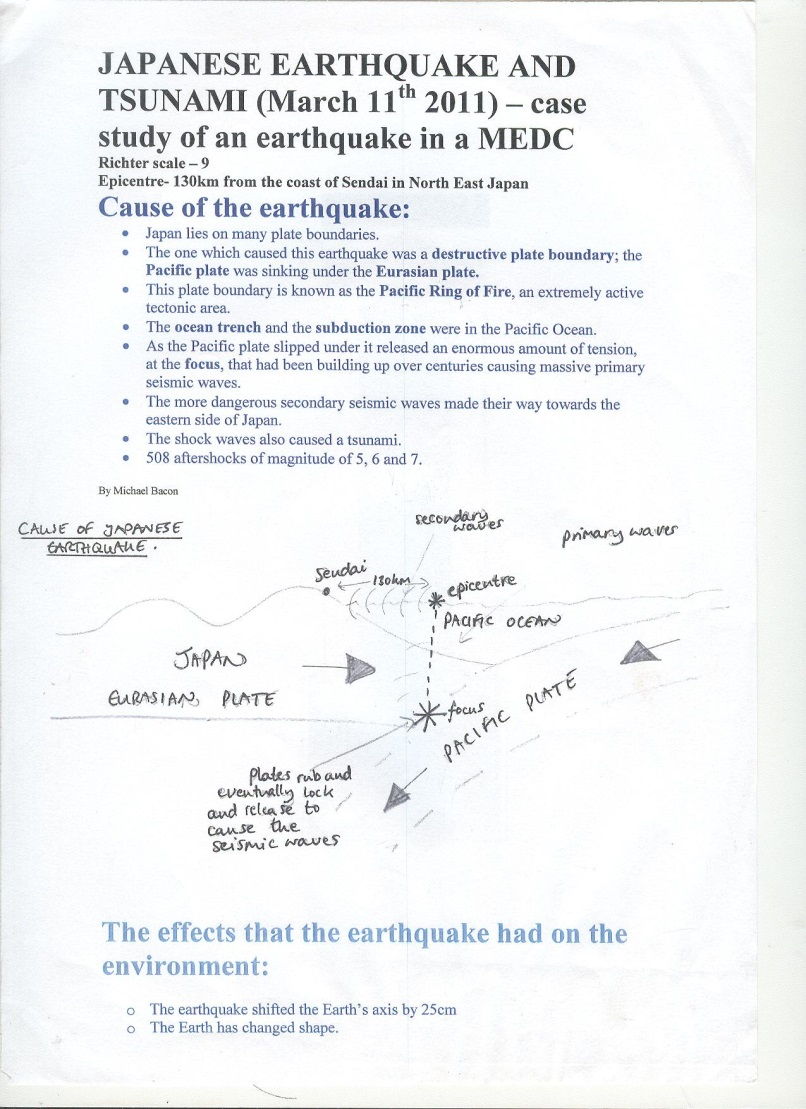 JAPANESE EARTHQUAKE AND
TSUNAMI (March 11th 2011) – case
study of an earthquake in a MEDC
Richter scale – 9
Epicentre- 130km from the coast of Sendai in North East Japan
Cause of the earthquake:
• Japan lies on many plate boundaries.
• The one which caused this earthquake was a destructive plate boundary; the
Pacific plate was sinking under the Eurasian plate.
• This plate boundary is known as the Pacific Ring of Fire, an extremely active
tectonic area.
• The ocean trench and the subduction zone were in the Pacific Ocean.
• As the Pacific plate slipped under it released an enormous amount of tension,
at the focus, that had been building up over centuries causing massive primary
seismic waves.
• The more dangerous secondary seismic waves made their way towards the
eastern side of Japan.
• The shock waves also caused a tsunami.
• 508 aftershocks of magnitude of 5, 6 and 7.
By Michael Bacon
CAUSE OF JAPANESE
EARTHQUAKE.
secondary
waves
primary waves
Sendai
130km
epicentre
PACIFIC OCEAN
JAPAN
EURASIAN PLATE
focus
PACIFIC PLATE
Plates rub and
eventually lock
and release to
cause the
seismic waves
The effects that the earthquake had on the
environment:
o The earthquake shifted the Earth's axis by 25cm
o The Earth has changed shape.